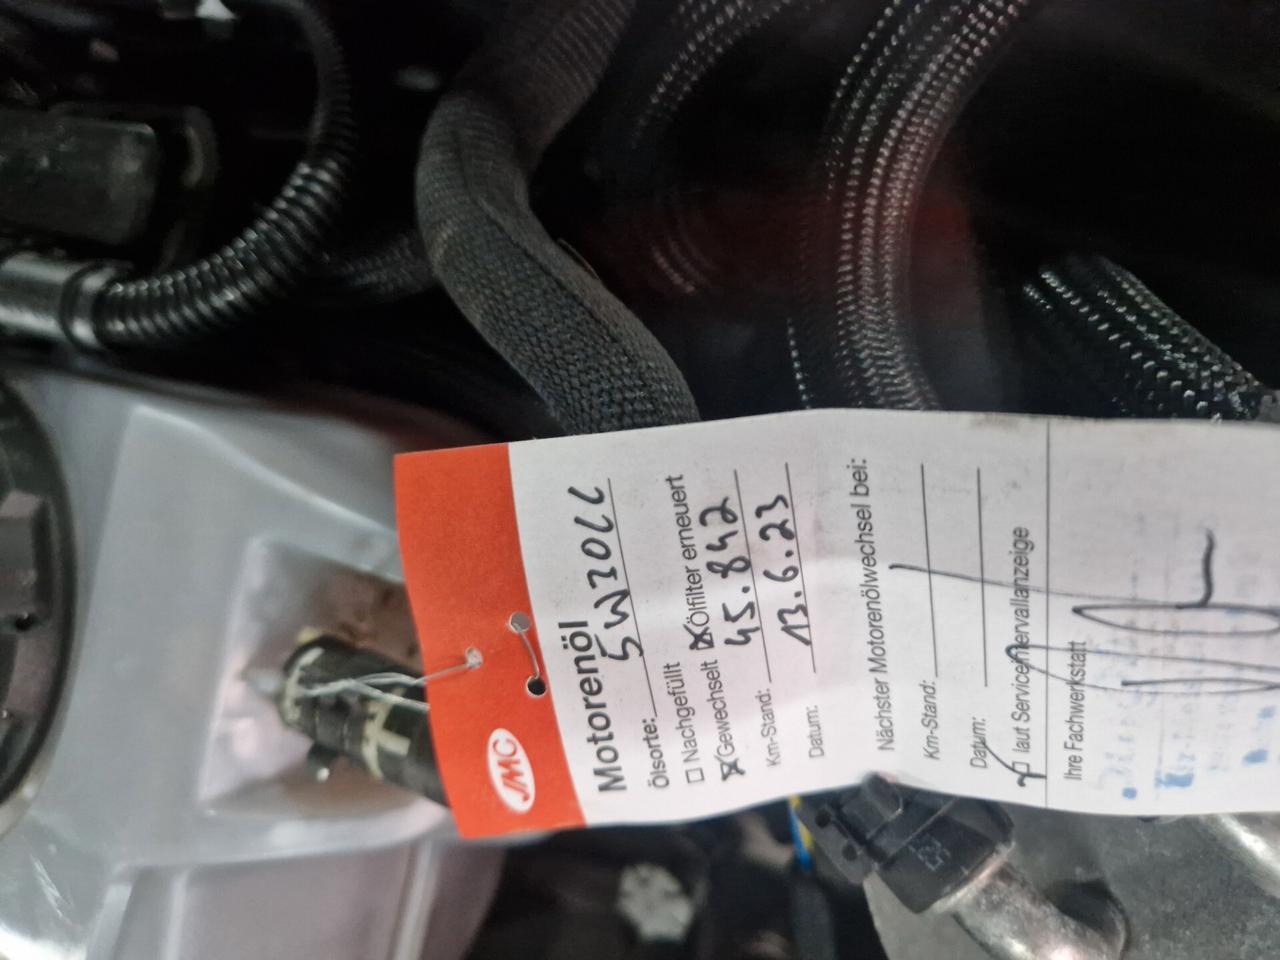 JMC
Motorenöl
Ölsorte: 5W30LL
☐ Nachgefüllt ☒ Ölfilter erneuert
☒ Gewechselt
Km-Stand: 45.842
Datum: 13.6.23
Nächster Motorenölwechsel bei:
Km-Stand:
Datum:
laut Serviceintervallanzeige
Ihre Fachwerkstatt